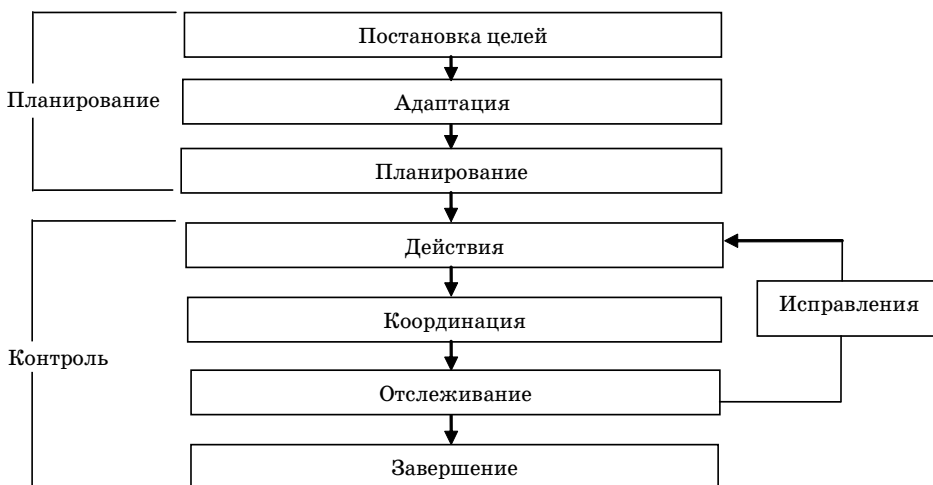 Постановка целей
Планирование
Адаптация
Планирование
Действия
Исправления
Координация
Контроль
Отслеживание
Завершение